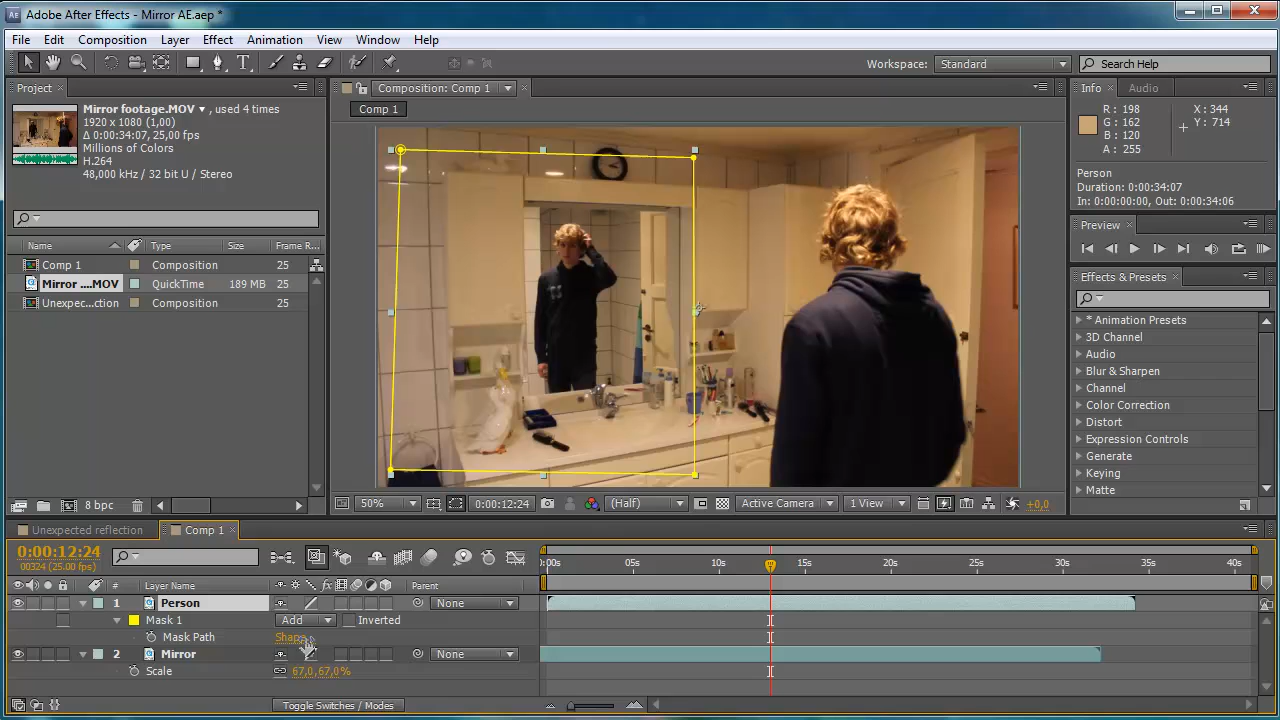 Adobe After Effects - Mirror AE.aep *
File Edit Composition Layer Effect Animation View Window Help
Workspace: Standard Search Help
Project
Mirror footage.MOV ▼ , used 4 times
1920 x 1080 (1,00)
Δ 0:00:34:07, 25,00 fps
Millions of Colors
H.264
48,000 kHz / 32 bit U / Stereo
Name Type Size Frame R...
Comp 1 Composition 25
Mirror ....MOV QuickTime 189 MB 25
Unexpec...ction Composition 25
8 bpc
Composition: Comp 1
Comp 1
50% 0:00:12:24 (Half) Active Camera 1 View +0,0
Info Audio
R : 198 X : 344
G : 162 Y : 714
B : 120
A : 255
Person
Duration: 0:00:34:07
In: 0:00:00:00, Out: 0:00:34:06
Preview
Effects & Presets
* Animation Presets
3D Channel
Audio
Blur & Sharpen
Channel
Color Correction
Distort
Expression Controls
Generate
Keying
Matte
Unexpected reflection Comp 1
0:00:12:24
00324 (25.00 fps)
# Layer Name Parent
:00s 05s 10s 15s 20s 25s 30s 35s 40s
1 Person None
Mask 1 Add Inverted
Mask Path Shape...
2 Mirror None
Scale 67,0,67,0%
Toggle Switches / Modes